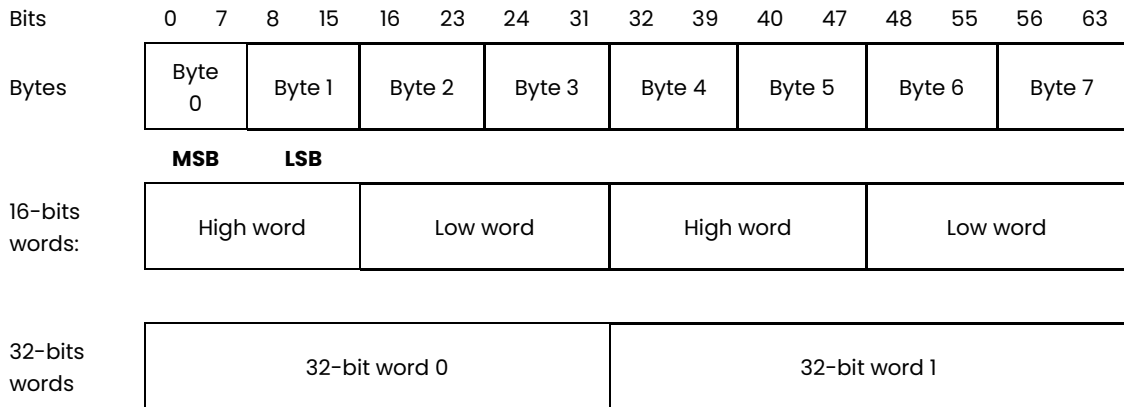 Bits 0 7 8 15 16 23 24 31 32 39 40 47 48 55 56 63
Bytes
Byte
0
Byte 1 Byte 2 Byte 3 Byte 4 Byte 5 Byte 6 Byte 7
MSB LSB
16-bits
words:
High word Low word High word Low word
32-bits
words
32-bit word 0 32-bit word 1